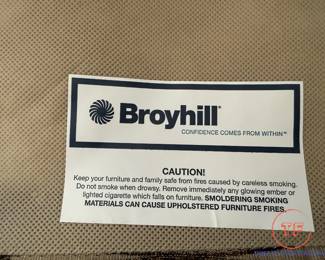 Broyhill®
CONFIDENCE COMES FROM WITHIN™
CAUTION!
Keep your furniture and family safe from fires caused by careless smoking.
Do not smoke when drowsy. Remove immediately any glowing ember or
lighted cigarette which falls on furniture. SMOLDERING SMOKING
MATERIALS CAN CAUSE UPHOLSTERED FURNITURE FIRES.